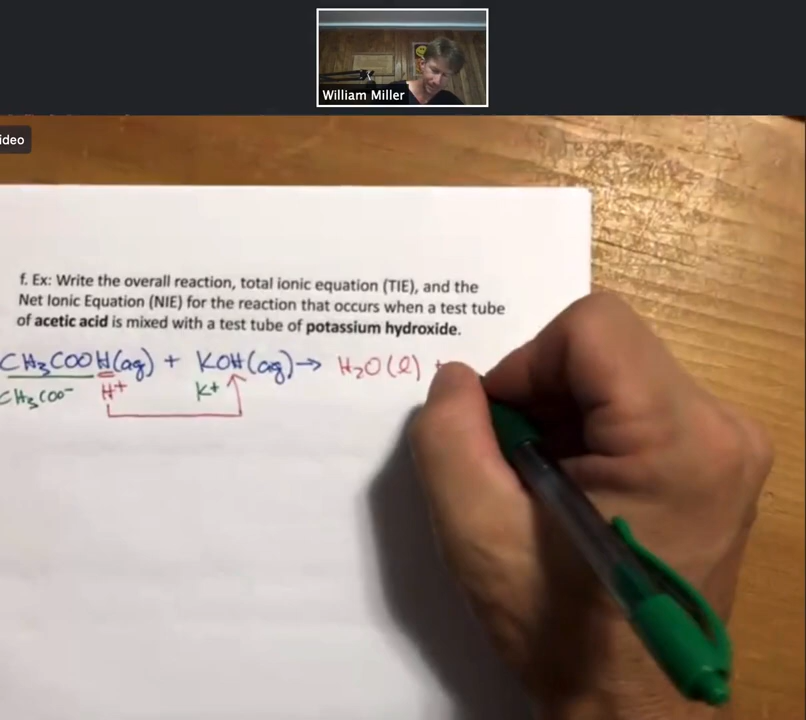 William Miller
ideo
f. Ex: Write the overall reaction, total ionic equation (TIE), and the
Net Ionic Equation (NIE) for the reaction that occurs when a test tube
of acetic acid is mixed with a test tube of potassium hydroxide.
CH₃COOH(aq) + KOH(aq) → H₂O(l) +
CH₃COO⁻ H⁺ K⁺